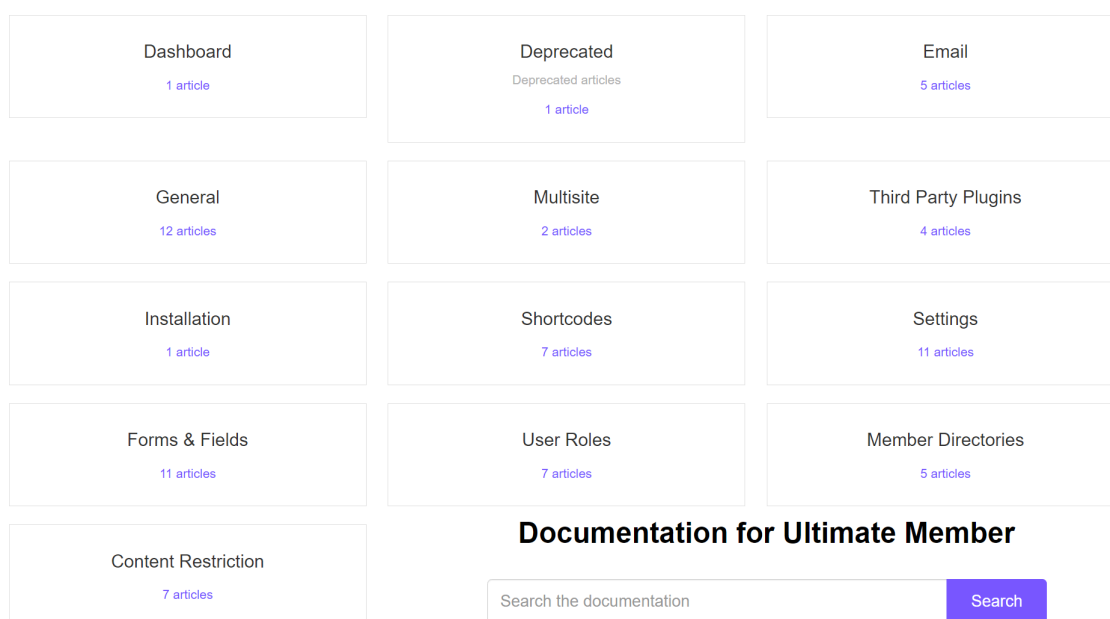 Dashboard
1 article
Deprecated
Deprecated articles
1 article
Email
5 articles
General
12 articles
Multisite
2 articles
Third Party Plugins
4 articles
Installation
1 article
Shortcodes
7 articles
Settings
11 articles
Forms & Fields
11 articles
User Roles
7 articles
Member Directories
5 articles
Content Restriction
7 articles
Documentation for Ultimate Member
Search the documentation
Search